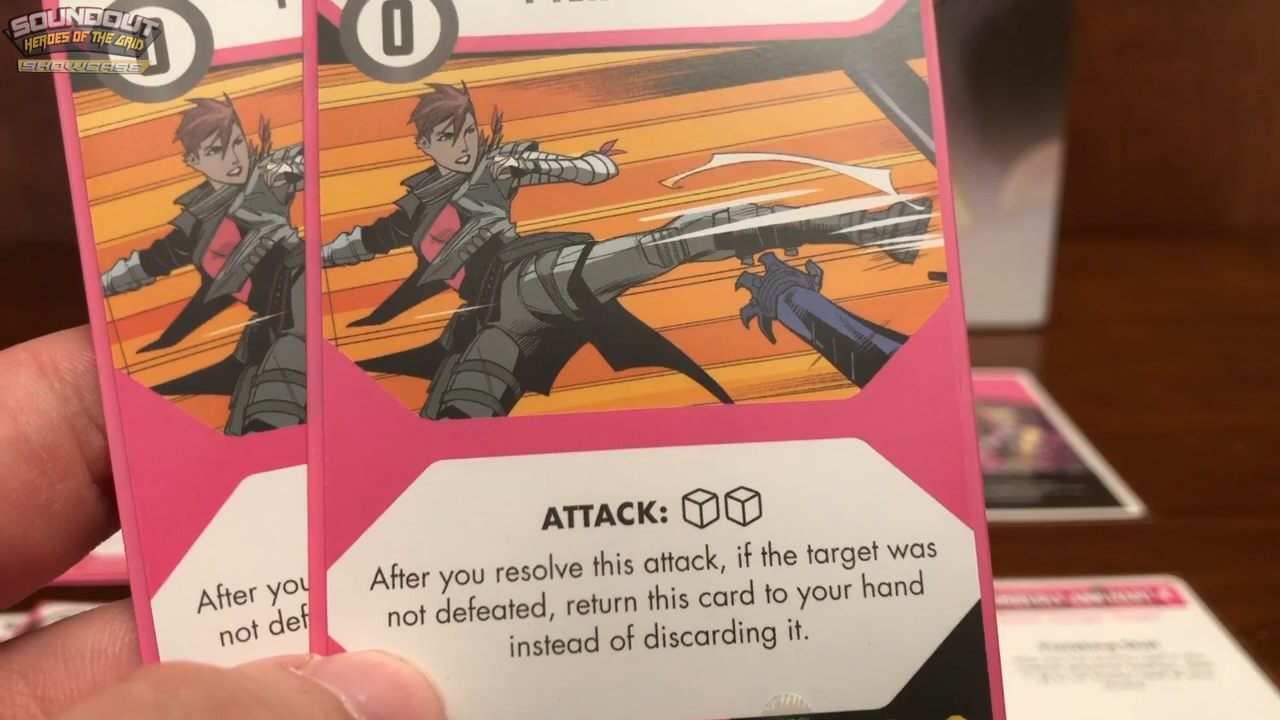 SOUNDOUT
HEROES OF THE GRID
SHOWCASE
0
ATTACK:
After you resolve this attack, if the target was
not defeated, return this card to your hand
instead of discarding it.
After you
not def